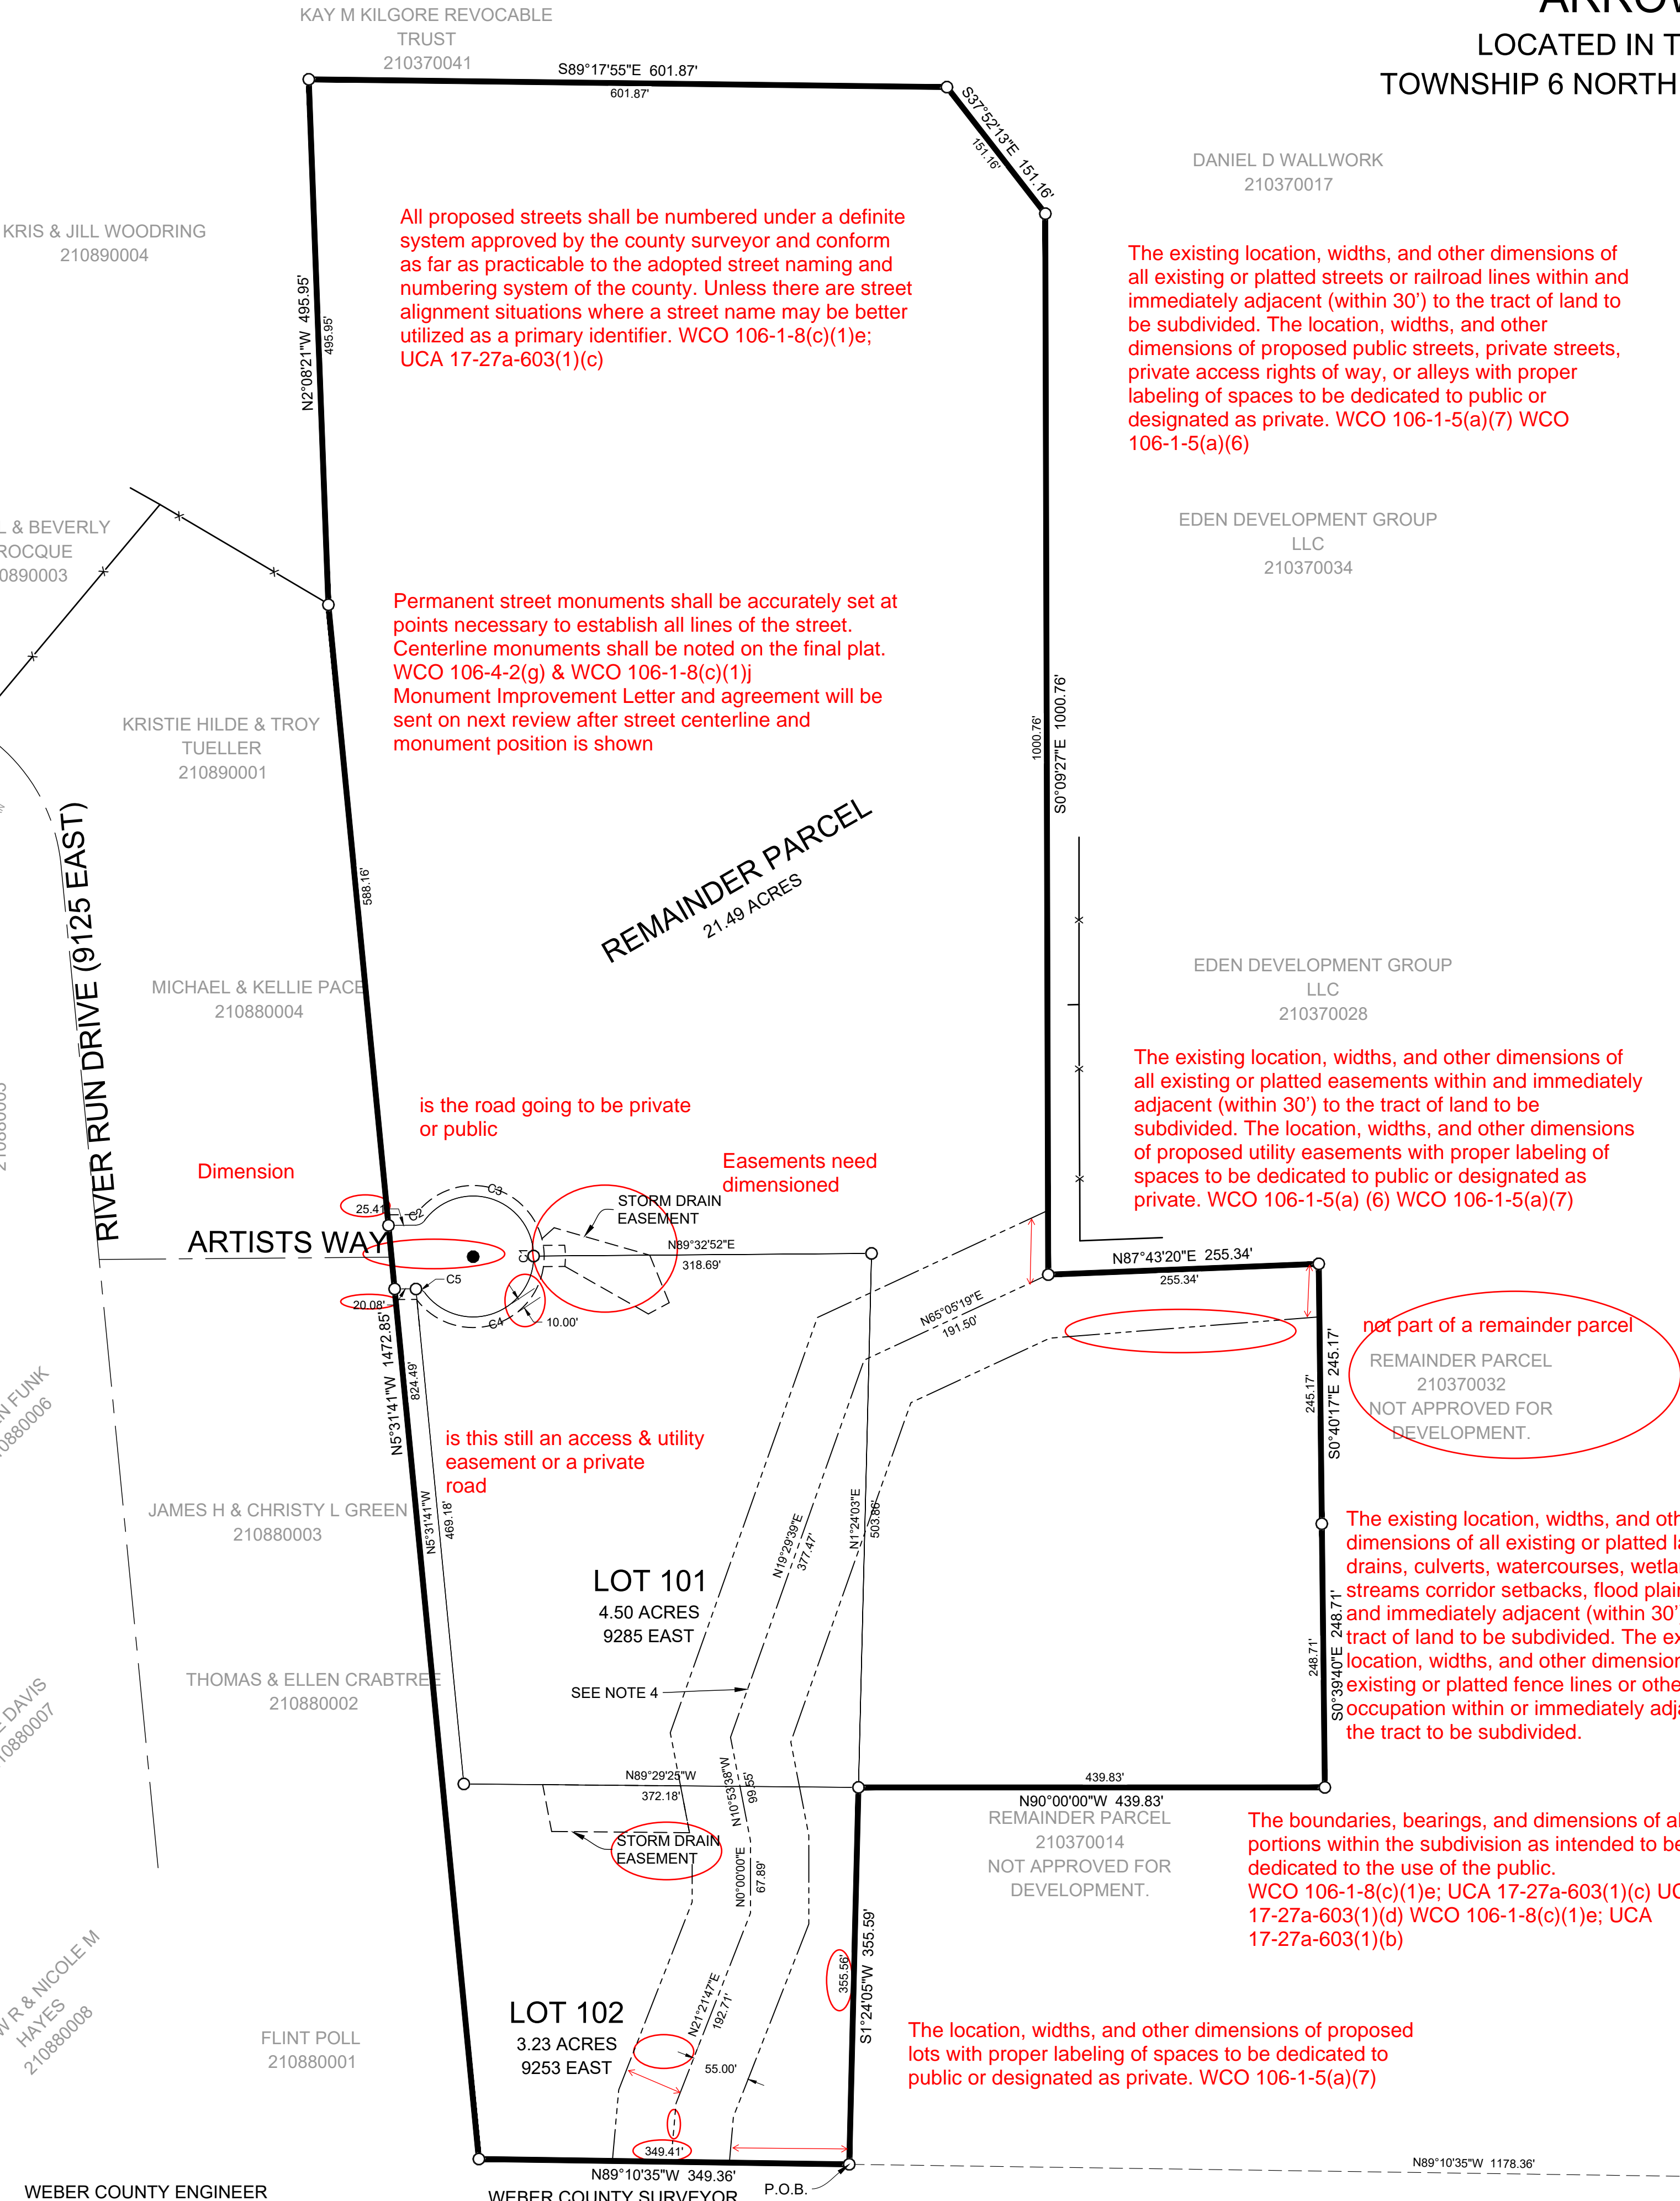 KAY M KILGORE REVOCABLE
TRUST
210370041
LOCATED IN T
TOWNSHIP 6 NORTH
S89°17'55"E 601.87'
601.87'
S37°52'13"E 151.16'
151.16'
DANIEL D WALLWORK
210370017
KRIS & JILL WOODRING
210890004
All proposed streets shall be numbered under a definite
system approved by the county surveyor and conform
as far as practicable to the adopted street naming and
numbering system of the county. Unless there are street
alignment situations where a street name may be better
utilized as a primary identifier. WCO 106-1-8(c)(1)e;
UCA 17-27a-603(1)(c)
The existing location, widths, and other dimensions of
all existing or platted streets or railroad lines within and
immediately adjacent (within 30') to the tract of land to
be subdivided. The location, widths, and other
dimensions of proposed public streets, private streets,
private access rights of way, or alleys with proper
labeling of spaces to be dedicated to public or
designated as private. WCO 106-1-5(a)(7) WCO
106-1-5(a)(6)
N2°08'21"W 495.95'
495.95'
L & BEVERLY
ROCQUE
0890003
EDEN DEVELOPMENT GROUP
LLC
210370034
Permanent street monuments shall be accurately set at
points necessary to establish all lines of the street.
Centerline monuments shall be noted on the final plat.
WCO 106-4-2(g) & WCO 106-1-8(c)(1)j
Monument Improvement Letter and agreement will be
sent on next review after street centerline and
monument position is shown
KRISTIE HILDE & TROY
TUELLER
210890001
1000.76'
S0°09'27"E 1000.76'
REMAINDER PARCEL
21.49 ACRES
588.16'
RIVER RUN DRIVE (9125 EAST)
MICHAEL & KELLIE PACE
210880004
EDEN DEVELOPMENT GROUP
LLC
210370028
The existing location, widths, and other dimensions of
all existing or platted easements within and immediately
adjacent (within 30') to the tract of land to be
subdivided. The location, widths, and other dimensions
of proposed utility easements with proper labeling of
spaces to be dedicated to public or designated as
private. WCO 106-1-5(a) (6) WCO 106-1-5(a)(7)
is the road going to be private
or public
Dimension
Easements need
dimensioned
25.41'
C2
C3
STORM DRAIN
EASEMENT
ARTISTS WAY
C1
N89°32'52"E
318.69'
C5
20.08'
C4
10.00'
N87°43'20"E 255.34'
255.34'
N65°05'19"E
191.50'
not part of a remainder parcel
REMAINDER PARCEL
210370032
NOT APPROVED FOR
DEVELOPMENT.
245.17'
S0°40'17"E 245.17'
N5°31'41"W 1472.85'
824.49'
N FUNK
0880006
is this still an access & utility
easement or a private
road
JAMES H & CHRISTY L GREEN
210880003
N5°31'41"W
469.18'
N19°29'39"E
377.47'
N1°24'03"E
503.86'
The existing location, widths, and oth
dimensions of all existing or platted la
drains, culverts, watercourses, wetla
streams corridor setbacks, flood plain
and immediately adjacent (within 30'
tract of land to be subdivided. The ex
location, widths, and other dimension
existing or platted fence lines or othe
occupation within or immediately adja
the tract to be subdivided.
248.71'
S0°39'40"E 248.71'
LOT 101
4.50 ACRES
9285 EAST
THOMAS & ELLEN CRABTREE
210880002
SEE NOTE 4
E DAVIS
10880007
N89°29'25"W
372.18'
N10°53'38"W
99.55'
439.83'
N90°00'00"W 439.83'
REMAINDER PARCEL
210370014
NOT APPROVED FOR
DEVELOPMENT.
The boundaries, bearings, and dimensions of al
portions within the subdivision as intended to be
dedicated to the use of the public.
WCO 106-1-8(c)(1)e; UCA 17-27a-603(1)(c) UC
17-27a-603(1)(d) WCO 106-1-8(c)(1)e; UCA
17-27a-603(1)(b)
STORM DRAIN
EASEMENT
N0°00'00"E
67.89'
355.56'
S1°24'05"W 355.59'
W R & NICOLE M
HAYES
210880008
FLINT POLL
210880001
LOT 102
3.23 ACRES
9253 EAST
N21°21'47"E
192.71'
55.00'
The location, widths, and other dimensions of proposed
lots with proper labeling of spaces to be dedicated to
public or designated as private. WCO 106-1-5(a)(7)
349.41'
N89°10'35"W 349.36'
P.O.B.
N89°10'35"W 1178.36'
WEBER COUNTY ENGINEER
WEBER COUNTY SURVEYOR